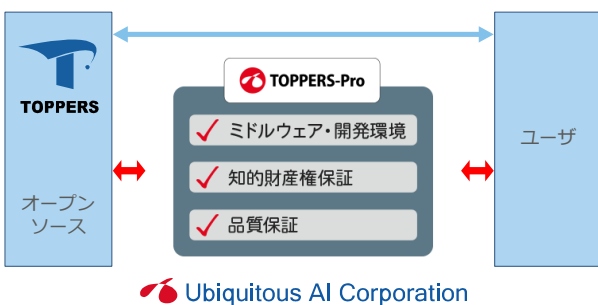 TOPPERS
オープン
ソース
TOPPERS-Pro
ミドルウェア・開発環境
知的財産権保証
品質保証
ユーザ
Ubiquitous AI Corporation